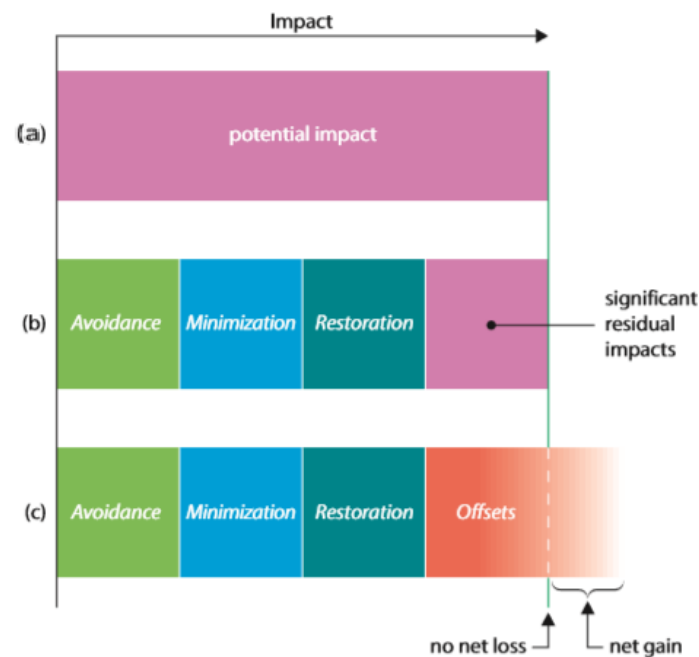 Impact
(a)
potential impact
(b)
Avoidance
Minimization
Restoration
significant
residual
impacts
(c)
Avoidance
Minimization
Restoration
Offsets
no net loss
net gain